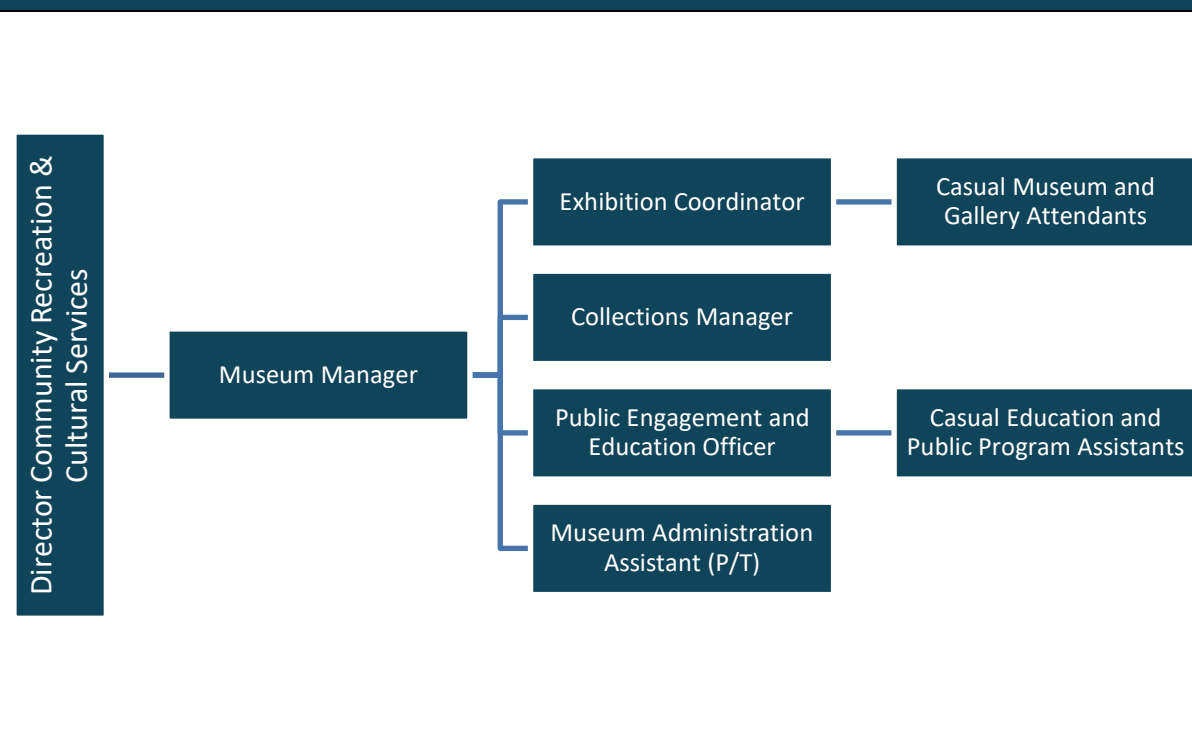 Director Community Recreation &
Cultural Services
Museum Manager
Exhibition Coordinator
Casual Museum and
Gallery Attendants
Collections Manager
Public Engagement and
Education Officer
Casual Education and
Public Program Assistants
Museum Administration
Assistant (P/T)